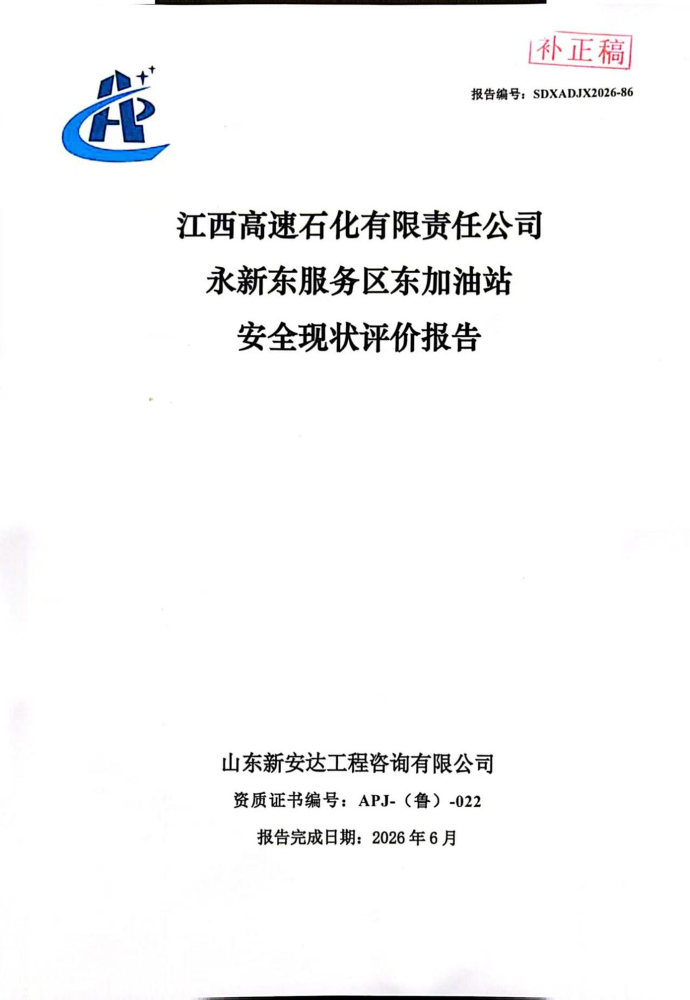 补正稿
报告编号：SDXADJX2026-86
江西高速石化有限责任公司
永新东服务区东加油站
安全现状评价报告
山东新安达工程咨询有限公司
资质证书编号：APJ-（鲁）-022
报告完成日期：2026年6月